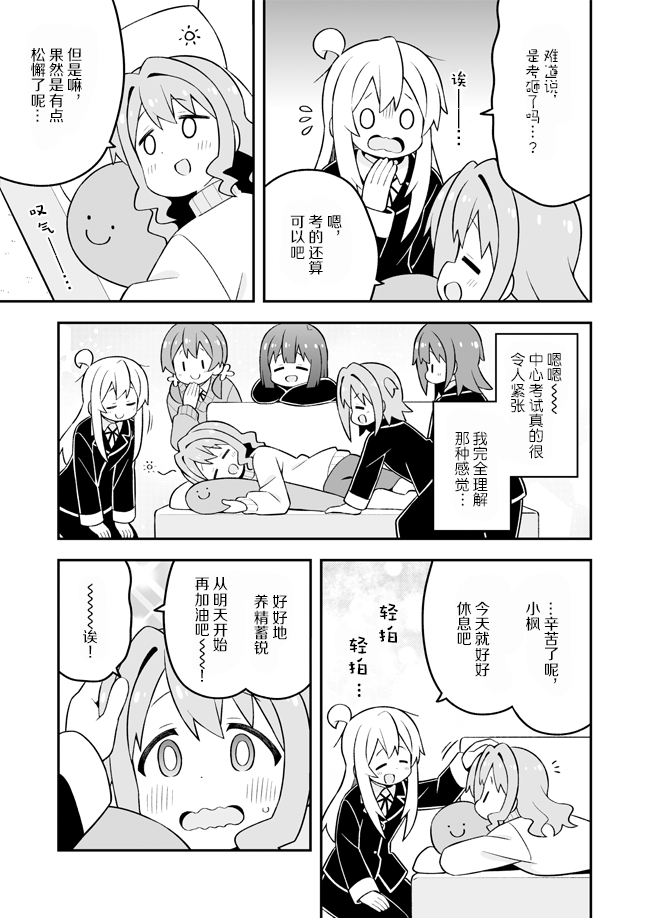 难道说，
是考砸了吗…？
诶
——…！
嗯，
考的还算
可以吧
但是嘛，
果然是有点
松懈了呢…
叹
气
——…！
嗯嗯～～～
中心考试真的很
令人紧张
我完全理解
那种感觉…
…辛苦了呢，
小枫
今天就好好
休息吧
轻拍
轻拍…
好好地
养精蓄锐
从明天开始
再加油吧～～～！
～～～～诶！